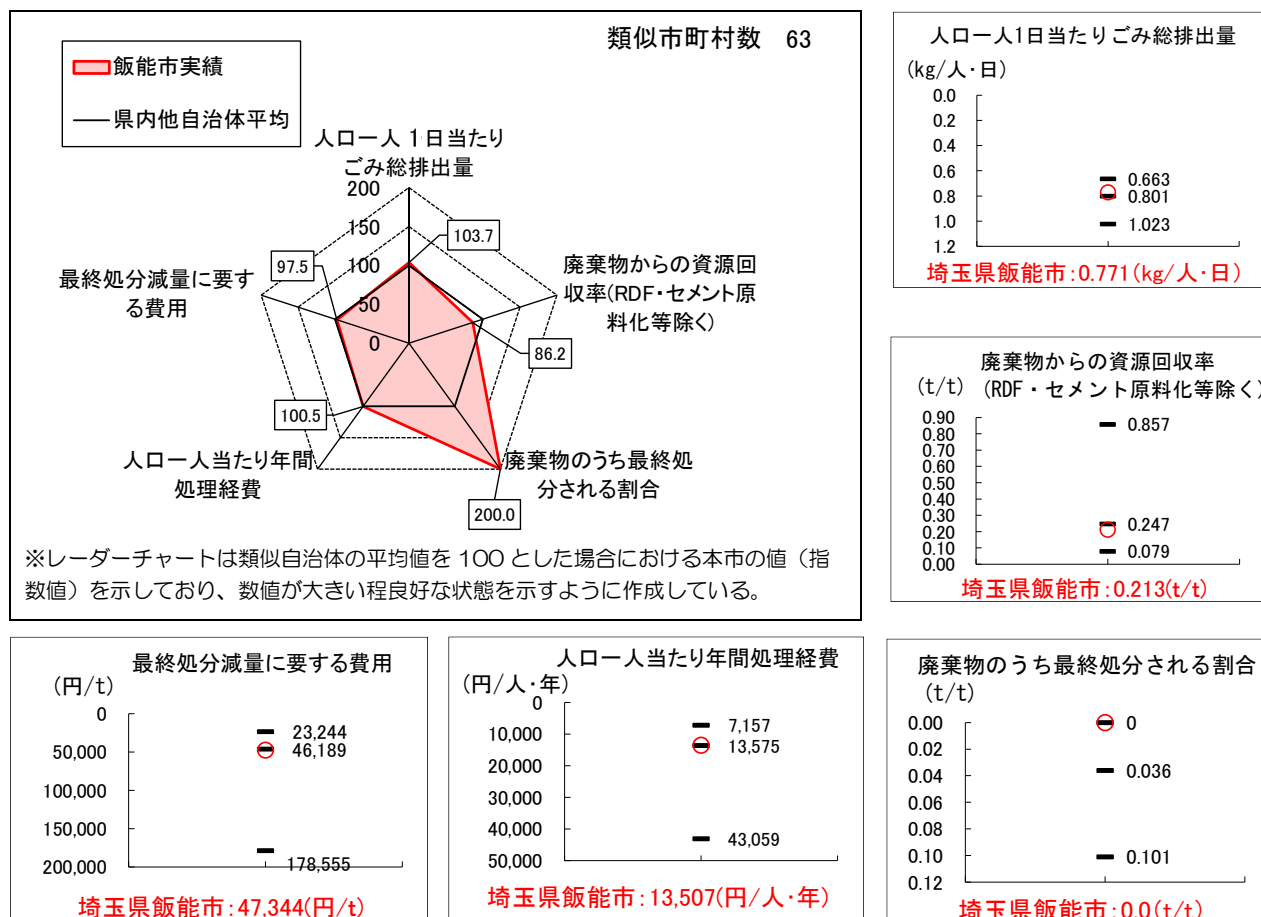 類似市町村数 63
飯能市実績
県内他自治体平均
人口一人1日当たり
ごみ総排出量
200
150
100
50
0
103.7
廃棄物からの資源回
収率(RDF・セメント原
料化等除く)
86.2
廃棄物のうち最終処
分される割合
200.0
人口一人当たり年間
処理経費
100.5
最終処分減量に要す
る費用
97.5
※レーダーチャートは類似自治体の平均値を100とした場合における本市の値（指
数値）を示しており、数値が大きい程良好な状態を示すように作成している。
人口一人1日当たりごみ総排出量
(kg/人・日)
0.0
0.2
0.4
0.6
0.8
1.0
1.2
0.663
0.801
1.023
埼玉県飯能市:0.771(kg/人・日)
廃棄物からの資源回収率
(t/t) (RDF・セメント原料化等除く)
0.90
0.80
0.70
0.60
0.50
0.40
0.30
0.20
0.10
0.00
0.857
0.247
0.079
埼玉県飯能市:0.213(t/t)
最終処分減量に要する費用
(円/t)
0
50,000
100,000
150,000
200,000
23,244
46,189
178,555
埼玉県飯能市:47,344(円/t)
人口一人当たり年間処理経費
(円/人・年)
0
10,000
20,000
30,000
40,000
50,000
7,157
13,575
43,059
埼玉県飯能市:13,507(円/人・年)
廃棄物のうち最終処分される割合
(t/t)
0.00
0.02
0.04
0.06
0.08
0.10
0.12
0
0.036
0.101
埼玉県飯能市:0.0(t/t)